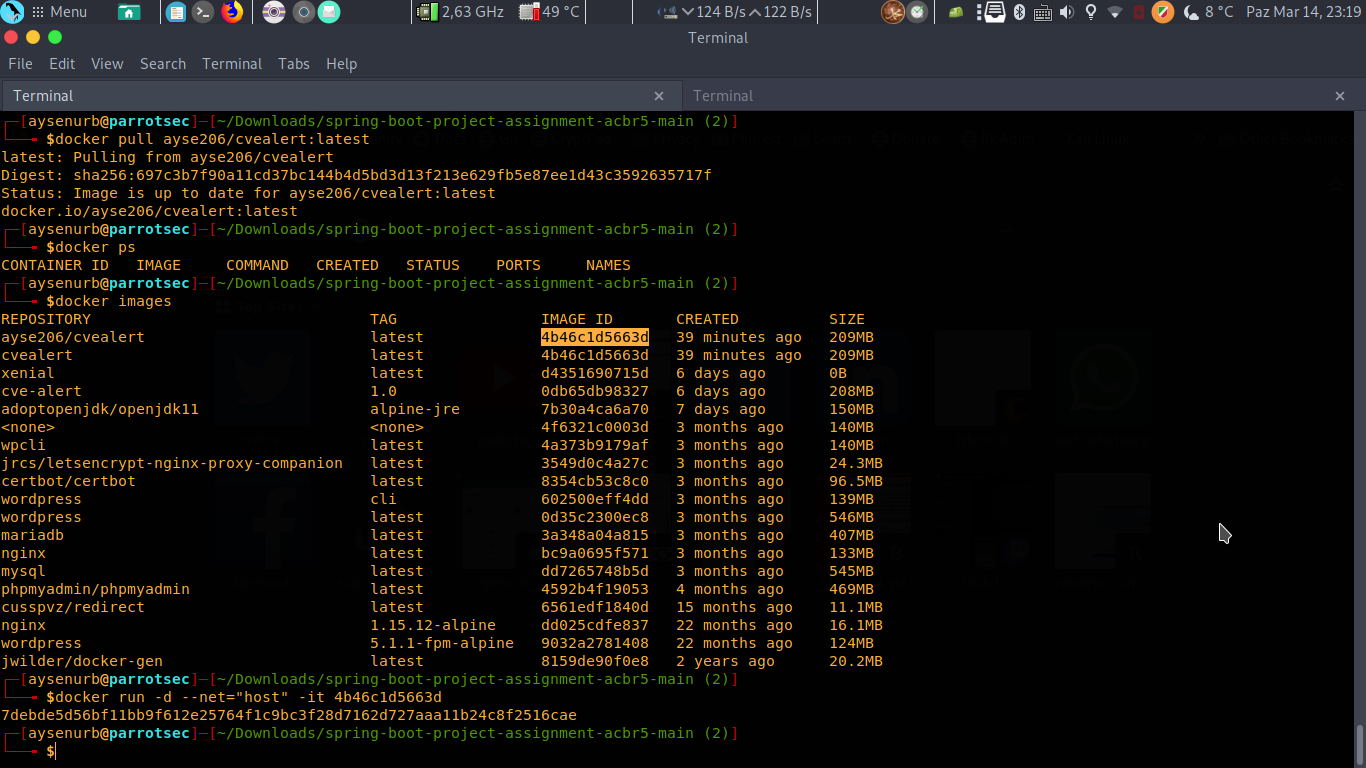 Menu 2,63 GHz 49 °C 124 B/s 122 B/s 8 °C Paz Mar 14, 23:19
Terminal
File Edit View Search Terminal Tabs Help
Terminal × Terminal ×
[aysenurb@parrotsec]─[~/Downloads/spring-boot-project-assignment-acbr5-main (2)]
$docker pull ayse206/cvealert:latest
latest: Pulling from ayse206/cvealert
Digest: sha256:697c3b7f90a11cd37bc144b4d5bd3d13f213e629fb5e87ee1d43c3592635717f
Status: Image is up to date for ayse206/cvealert:latest
docker.io/ayse206/cvealert:latest
[aysenurb@parrotsec]─[~/Downloads/spring-boot-project-assignment-acbr5-main (2)]
$docker ps
CONTAINER ID IMAGE COMMAND CREATED STATUS PORTS NAMES
[aysenurb@parrotsec]─[~/Downloads/spring-boot-project-assignment-acbr5-main (2)]
$docker images
REPOSITORY TAG IMAGE ID CREATED SIZE
ayse206/cvealert latest 4b46c1d5663d 39 minutes ago 209MB
cvealert latest 4b46c1d5663d 39 minutes ago 209MB
xenial latest d4351690715d 6 days ago 0B
cve-alert 1.0 0db65db98327 6 days ago 208MB
adoptopenjdk/openjdk11 alpine-jre 7b30a4ca6a70 7 days ago 150MB
<none> <none> 4f6321c0003d 3 months ago 140MB
wpcli latest 4a373b9179af 3 months ago 140MB
jrcs/letsencrypt-nginx-proxy-companion latest 3549d0c4a27c 3 months ago 24.3MB
certbot/certbot latest 8354cb53c8c0 3 months ago 96.5MB
wordpress cli 602500eff4dd 3 months ago 139MB
wordpress latest 0d35c2300ec8 3 months ago 546MB
mariadb latest 3a348a04a815 3 months ago 407MB
nginx latest bc9a0695f571 3 months ago 133MB
mysql latest dd7265748b5d 3 months ago 545MB
phpmyadmin/phpmyadmin latest 4592b4f19053 4 months ago 469MB
cusspvz/redirect latest 6561edf1840d 15 months ago 11.1MB
nginx 1.15.12-alpine dd025cdfe837 22 months ago 16.1MB
wordpress 5.1.1-fpm-alpine 9032a2781408 22 months ago 124MB
jwilder/docker-gen latest 8159de90f0e8 2 years ago 20.2MB
[aysenurb@parrotsec]─[~/Downloads/spring-boot-project-assignment-acbr5-main (2)]
$docker run -d --net="host" -it 4b46c1d5663d
7debde5d56bf11bb9f612e25764f1c9bc3f28d7162d727aaa11b24c8f2516cae
[aysenurb@parrotsec]─[~/Downloads/spring-boot-project-assignment-acbr5-main (2)]
$